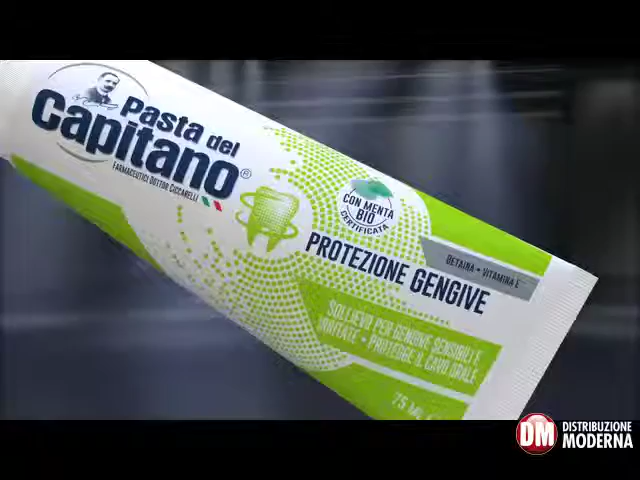 Pasta del
Capitano®
FARMACEUTICI DOTTOR CICCARELLI
CON MENTA
BIO
CERTIFICATA
PROTEZIONE GENGIVE
BETAINA • VITAMINA E
SOLLIEVO PER GENGIVE SENSIBILI E
IRRITATE • PROTEGGE IL CAVO ORALE
75 ML
DM DISTRIBUZIONE
MODERNA